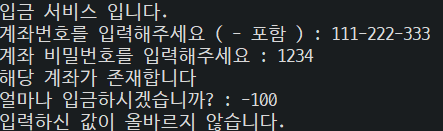 입금 서비스 입니다.
계좌번호를 입력해주세요 ( - 포함 ) : 111-222-333
계좌 비밀번호를 입력해주세요 : 1234
해당 계좌가 존재합니다
얼마나 입금하시겠습니까? : -100
입력하신 값이 올바르지 않습니다.